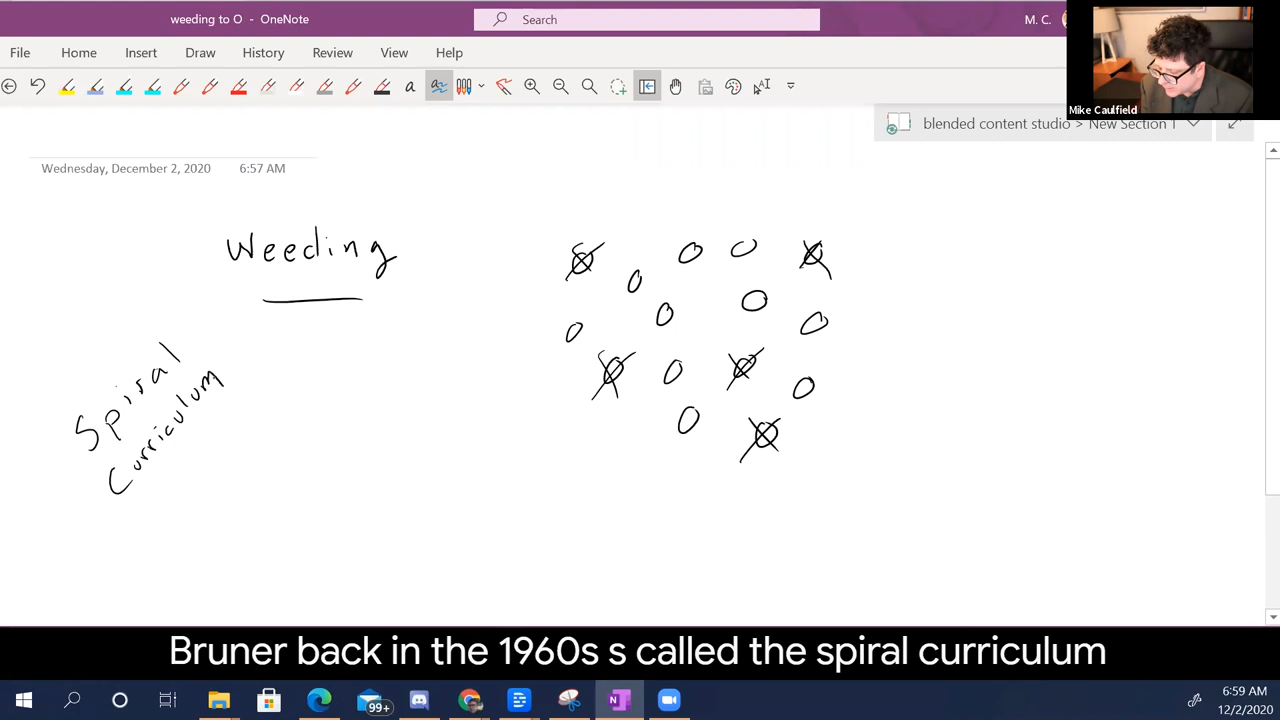 weeding to O - OneNote
Search
M. C.
File Home Insert Draw History Review View Help
Mike Caulfield
blended content studio > New Section 1
Wednesday, December 2, 2020 6:57 AM
Weeding
Spiral
Curriculum
Bruner back in the 1960s s called the spiral curriculum
99+
6:59 AM
12/2/2020